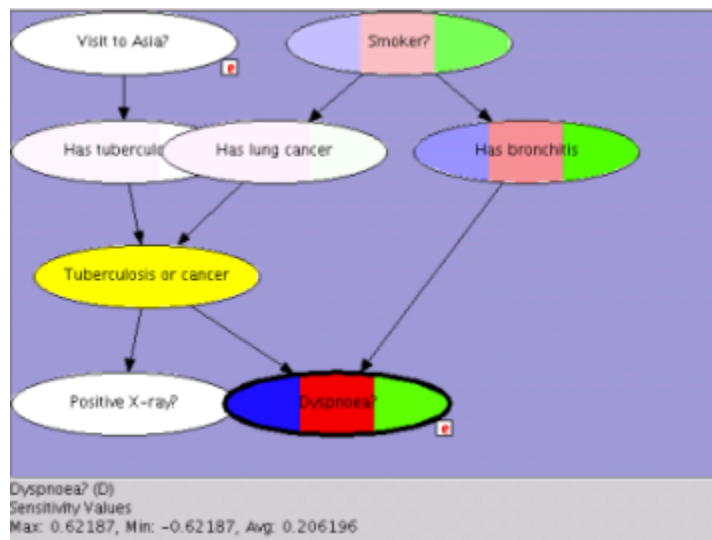 Visit to Asia?
Smoker?
e
Has tuberculo
Has lung cancer
Has bronchitis
Tuberculosis or cancer
Positive X-ray?
Dyspnoea?
e
Dyspnoea? (D)
Sensitivity Values
Max: 0.62187, Min: -0.62187, Avg: 0.206196